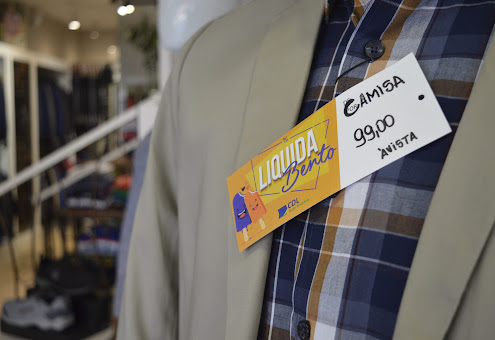 LIQUIDA
Bento
CDL
CAMISA
99,00
ÀVISTA